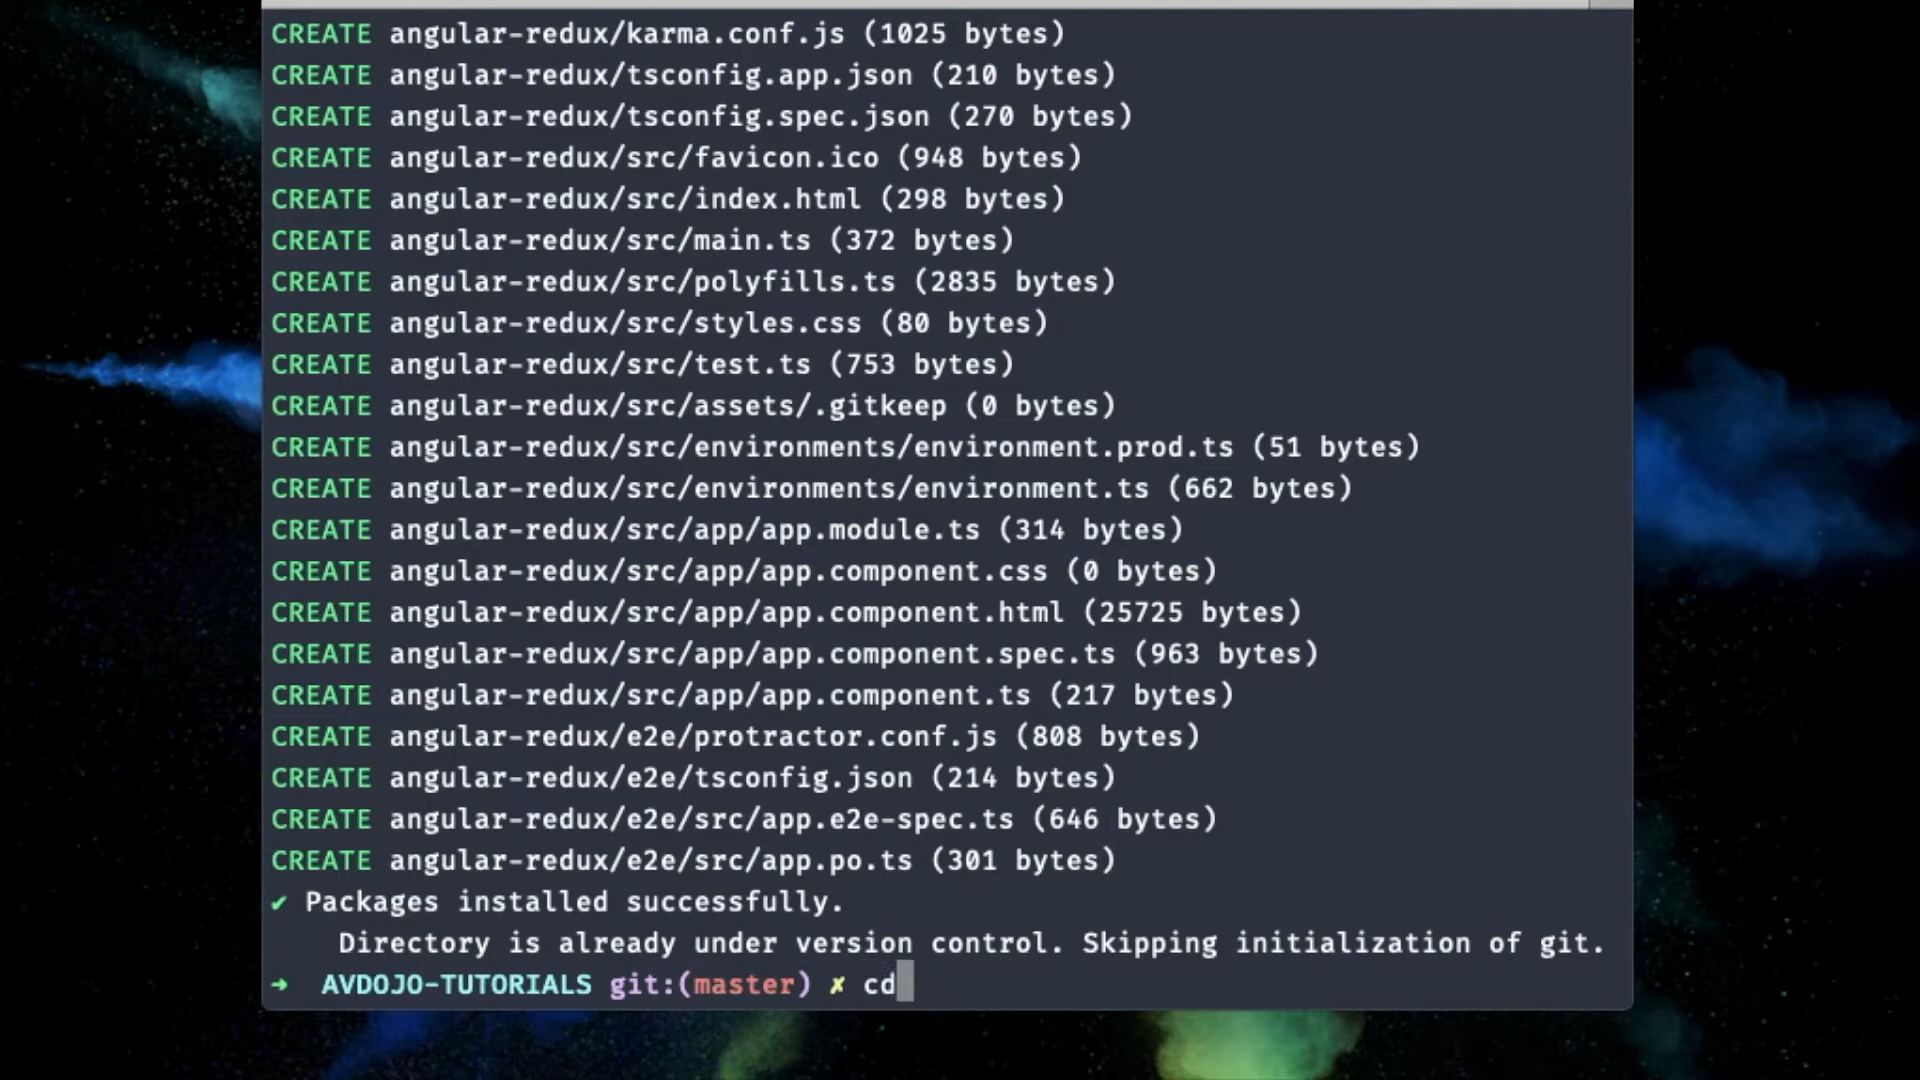 CREATE angular-redux/karma.conf.js (1025 bytes)
CREATE angular-redux/tsconfig.app.json (210 bytes)
CREATE angular-redux/tsconfig.spec.json (270 bytes)
CREATE angular-redux/src/favicon.ico (948 bytes)
CREATE angular-redux/src/index.html (298 bytes)
CREATE angular-redux/src/main.ts (372 bytes)
CREATE angular-redux/src/polyfills.ts (2835 bytes)
CREATE angular-redux/src/styles.css (80 bytes)
CREATE angular-redux/src/test.ts (753 bytes)
CREATE angular-redux/src/assets/.gitkeep (0 bytes)
CREATE angular-redux/src/environments/environment.prod.ts (51 bytes)
CREATE angular-redux/src/environments/environment.ts (662 bytes)
CREATE angular-redux/src/app/app.module.ts (314 bytes)
CREATE angular-redux/src/app/app.component.css (0 bytes)
CREATE angular-redux/src/app/app.component.html (25725 bytes)
CREATE angular-redux/src/app/app.component.spec.ts (963 bytes)
CREATE angular-redux/src/app/app.component.ts (217 bytes)
CREATE angular-redux/e2e/protractor.conf.js (808 bytes)
CREATE angular-redux/e2e/tsconfig.json (214 bytes)
CREATE angular-redux/e2e/src/app.e2e-spec.ts (646 bytes)
CREATE angular-redux/e2e/src/app.po.ts (301 bytes)
✔ Packages installed successfully.
Directory is already under version control. Skipping initialization of git.
➜ AVDOJO-TUTORIALS git:(master) ✗ cd